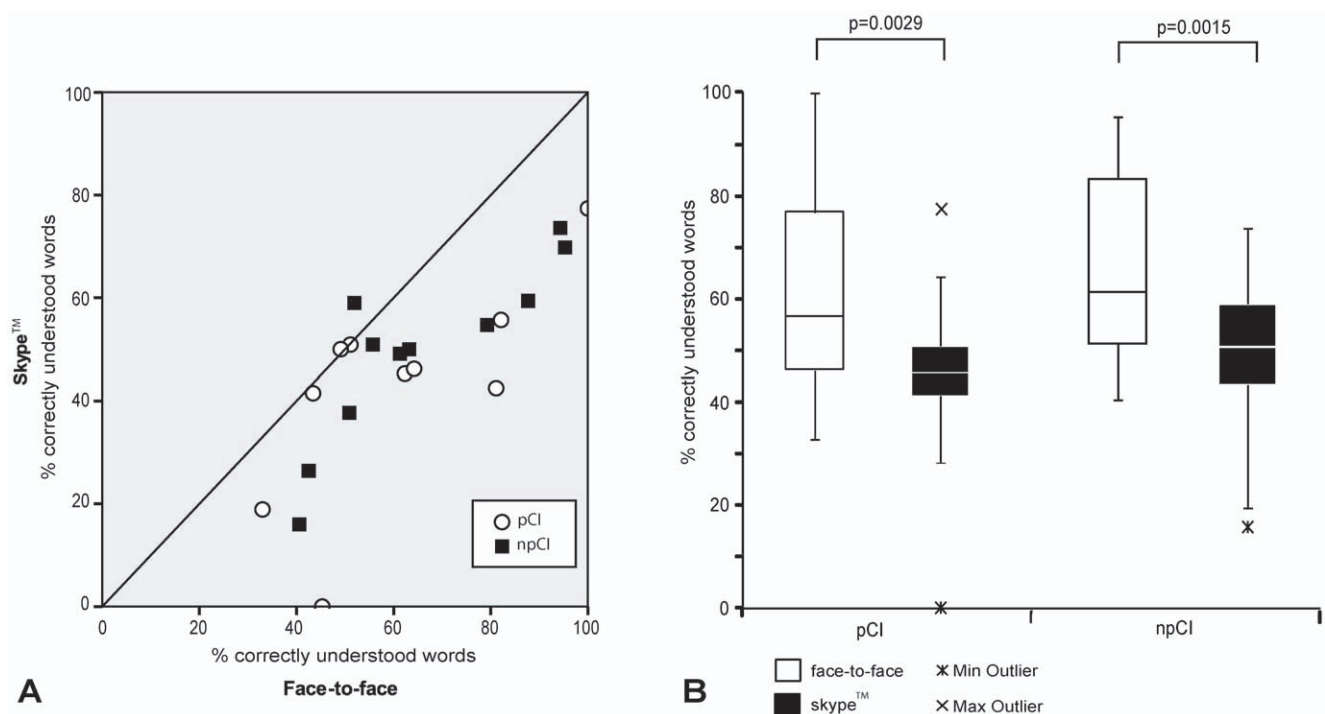 p=0.0029
p=0.0015
100
80
60
40
20
0
Skype™
% correctly understood words
pCI
npCI
0
20
40
60
80
100
% correctly understood words
Face-to-face
A
100
80
60
40
20
0
% correctly understood words
pCI
npCI
face-to-face
Min Outlier
skype™
Max Outlier
B